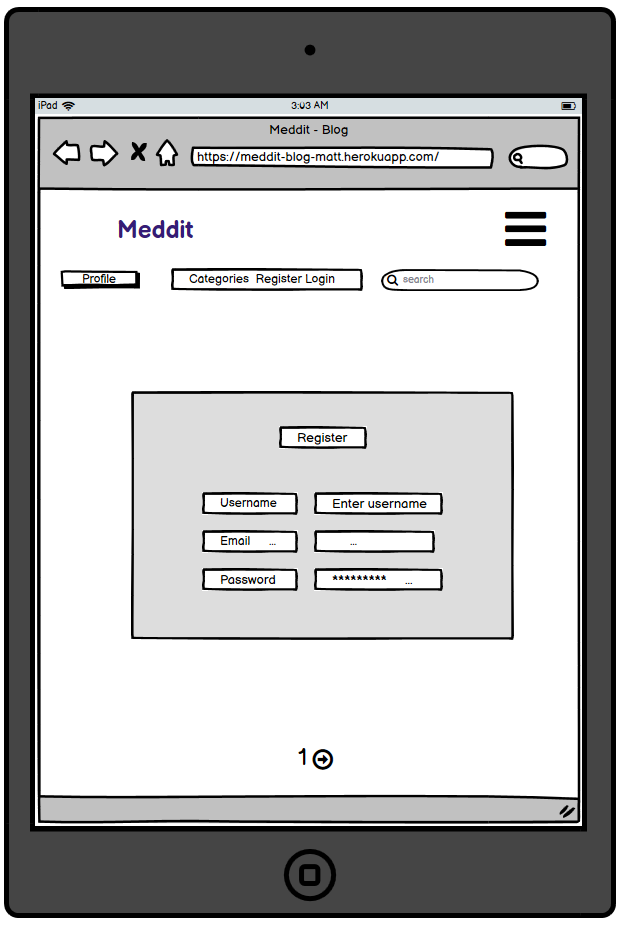 iPad 3:03 AM
Meddit - Blog
https://meddit-blog-matt.herokuapp.com/
Meddit
Profile Categories Register Login search
Register
Username Enter username
Email ... ...
Password ********* ...
1